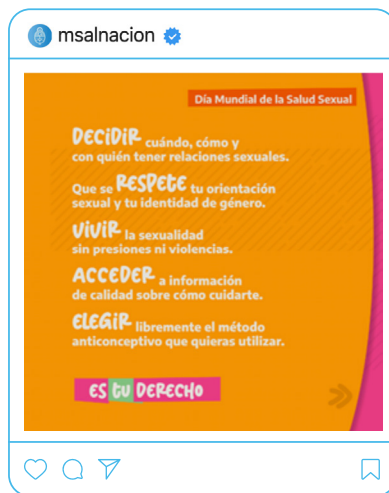 msalnacion
Día Mundial de la Salud Sexual
DECIDIR cuándo, cómo y
con quién tener relaciones sexuales.
Que se RESPETE tu orientación
sexual y tu identidad de género.
VIVIR la sexualidad
sin presiones ni violencias.
ACCEDER a información
de calidad sobre cómo cuidarte.
ELEGIR libremente el método
anticonceptivo que quieras utilizar.
ES tU DERECHO